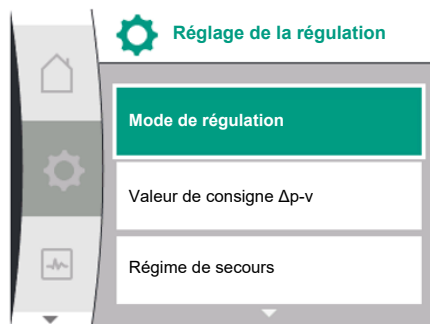 Réglage de la régulation
Mode de régulation
Valeur de consigne Δp-v
Régime de secours